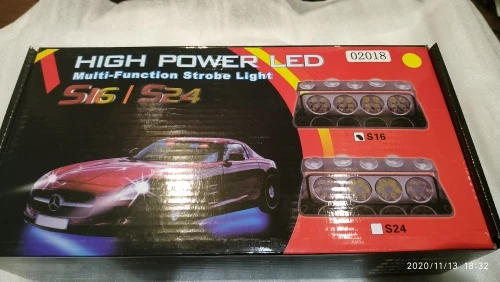 HIGH POWER LED
02018
Multi-Function Strobe Light
S16 | S24
S16
S24
2020/11/13 18:32